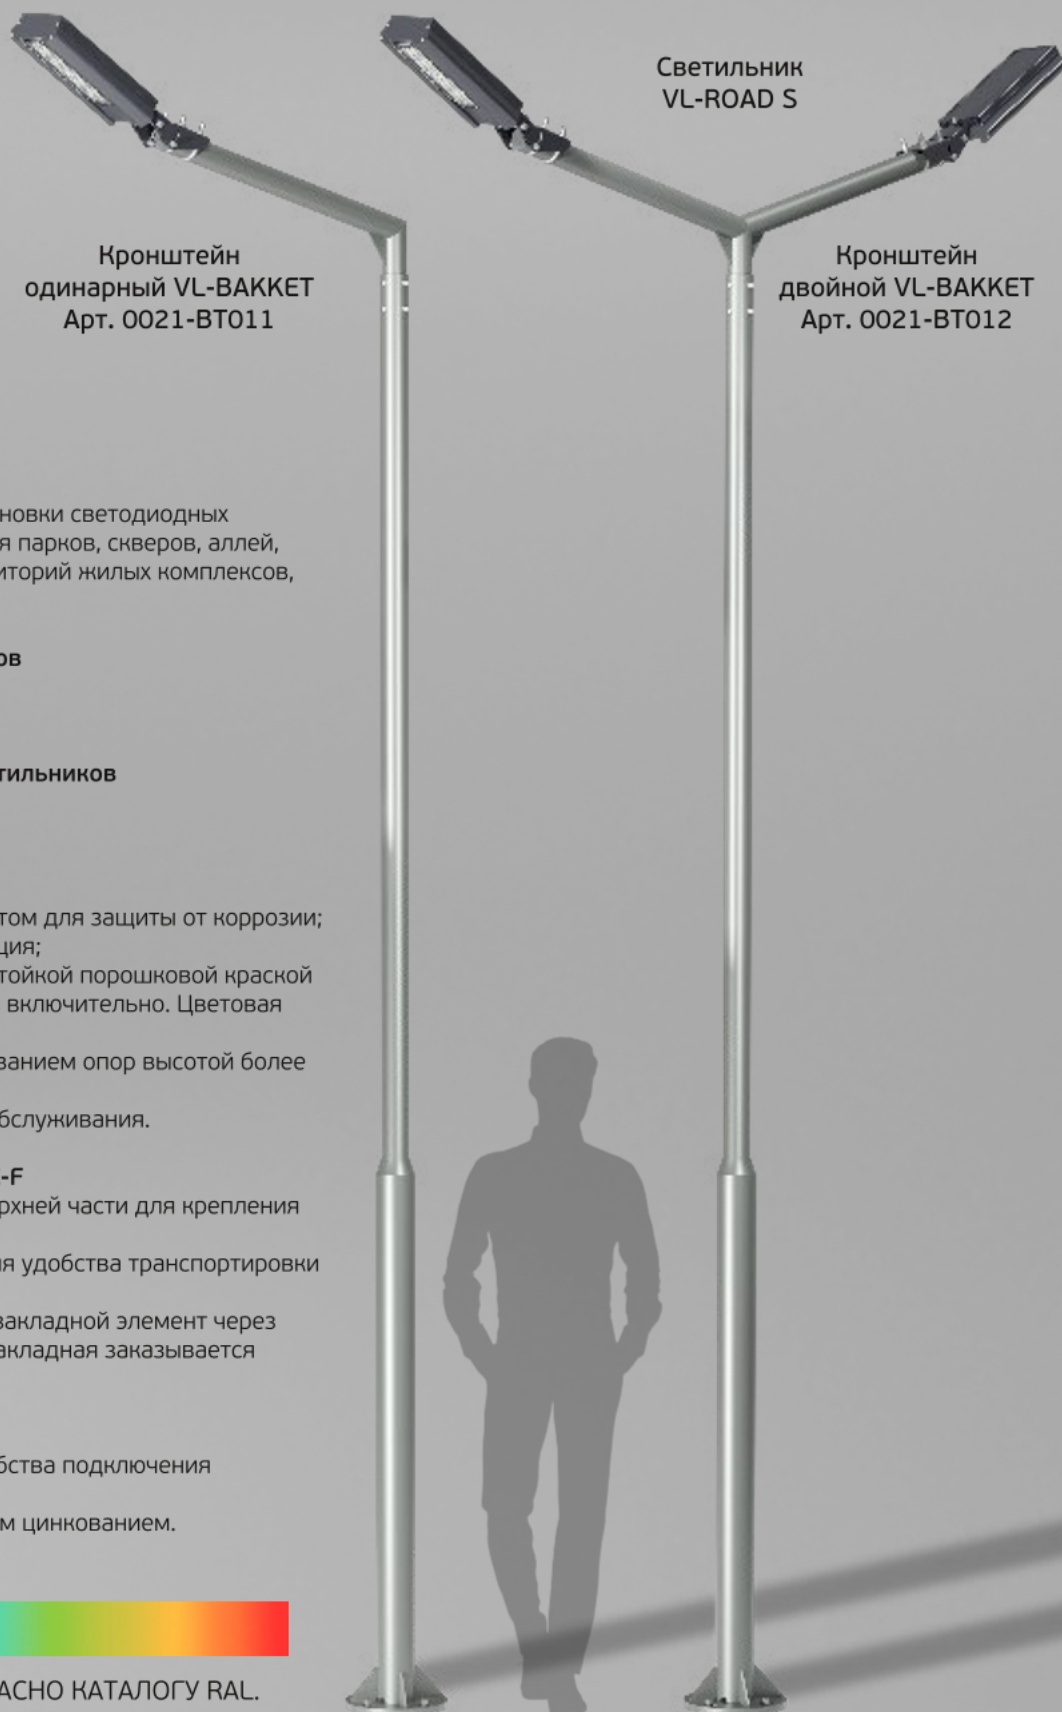 Светильник
VL-ROAD S
Кронштейн
одинарный VL-BAKKET
Арт. 0021-BT011
Кронштейн
двойной VL-BAKKET
Арт. 0021-BT012
новки светодиодных
я парков, скверов, аллей,
иторий жилых комплексов,
ов
тильников
том для защиты от коррозии;
ция;
тойкой порошковой краской
включительно. Цветовая
ванием опор высотой более
бслуживания.
-F
рхней части для крепления
ия удобства транспортировки
закладной элемент через
акладная заказывается
бства подключения
м цинкованием.
АСНО КАТАЛОГУ RAL.